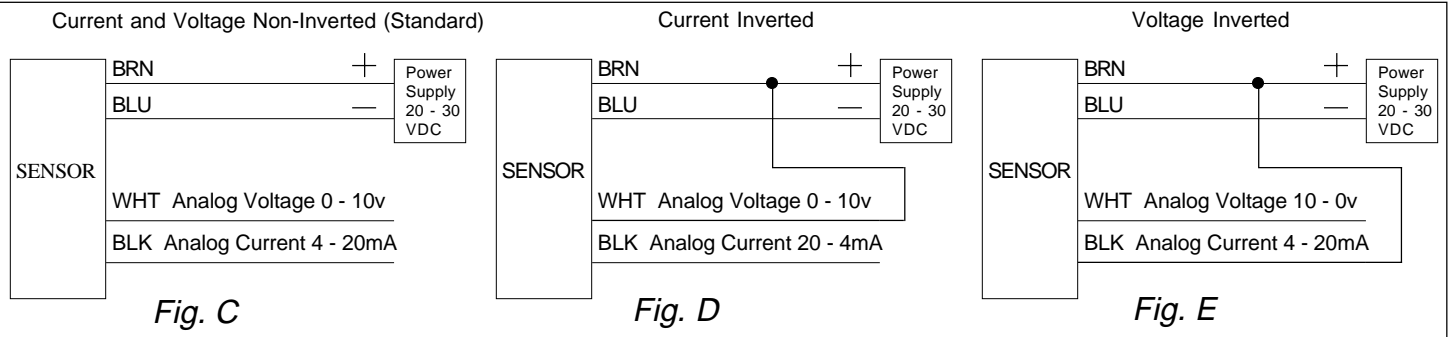 Current and Voltage Non-Inverted (Standard)
SENSOR
BRN
+
BLU
—
Power
Supply
20 - 30
VDC
WHT Analog Voltage 0 - 10v
BLK Analog Current 4 - 20mA
Fig. C
Current Inverted
SENSOR
BRN
+
BLU
—
Power
Supply
20 - 30
VDC
WHT Analog Voltage 0 - 10v
BLK Analog Current 20 - 4mA
Fig. D
Voltage Inverted
SENSOR
BRN
+
BLU
—
Power
Supply
20 - 30
VDC
WHT Analog Voltage 10 - 0v
BLK Analog Current 4 - 20mA
Fig. E